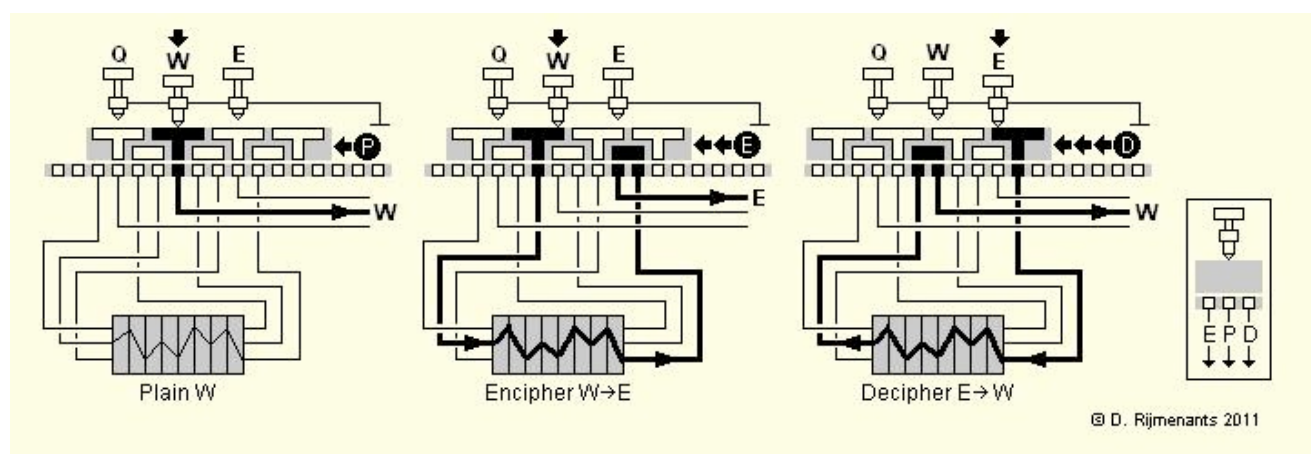 Q W E
P
W
Plain W
Q W E
E
E
Encipher W→E
Q W E
D
W
Decipher E→W
E P D
© D. Rijmenants 2011